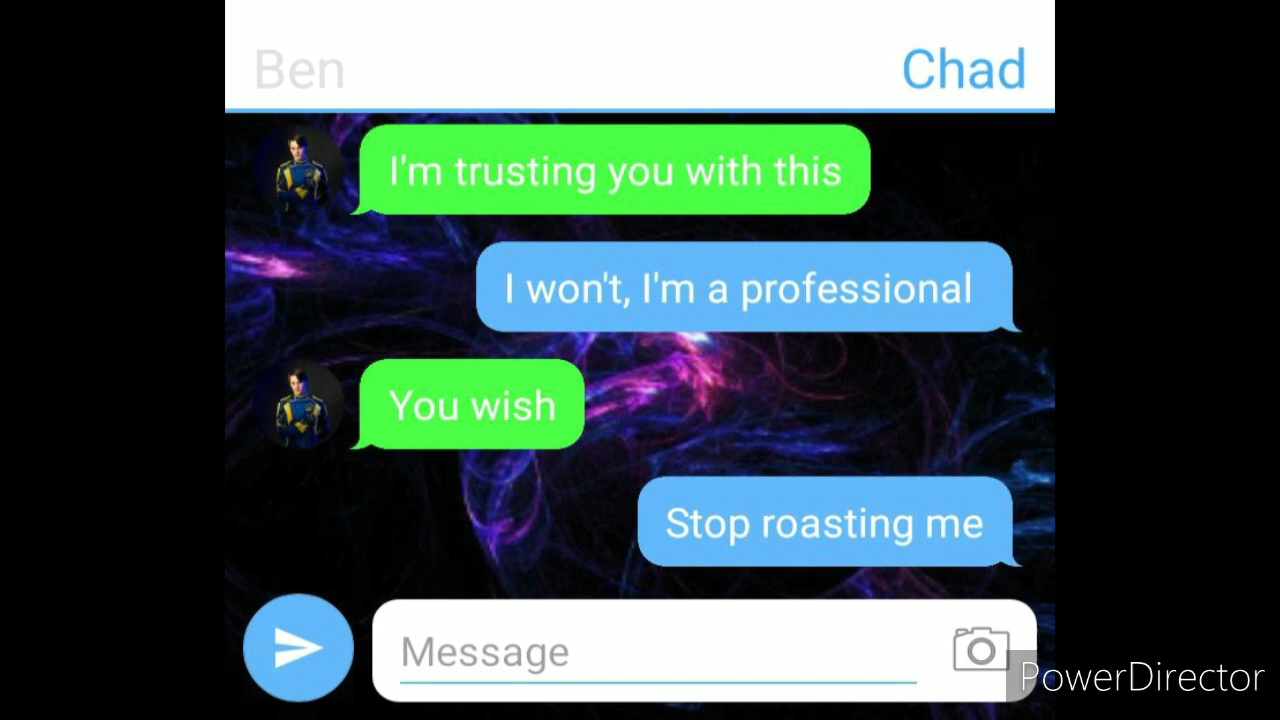 Ben
Chad
I'm trusting you with this
I won't, I'm a professional
You wish
Stop roasting me
Message
PowerDirector